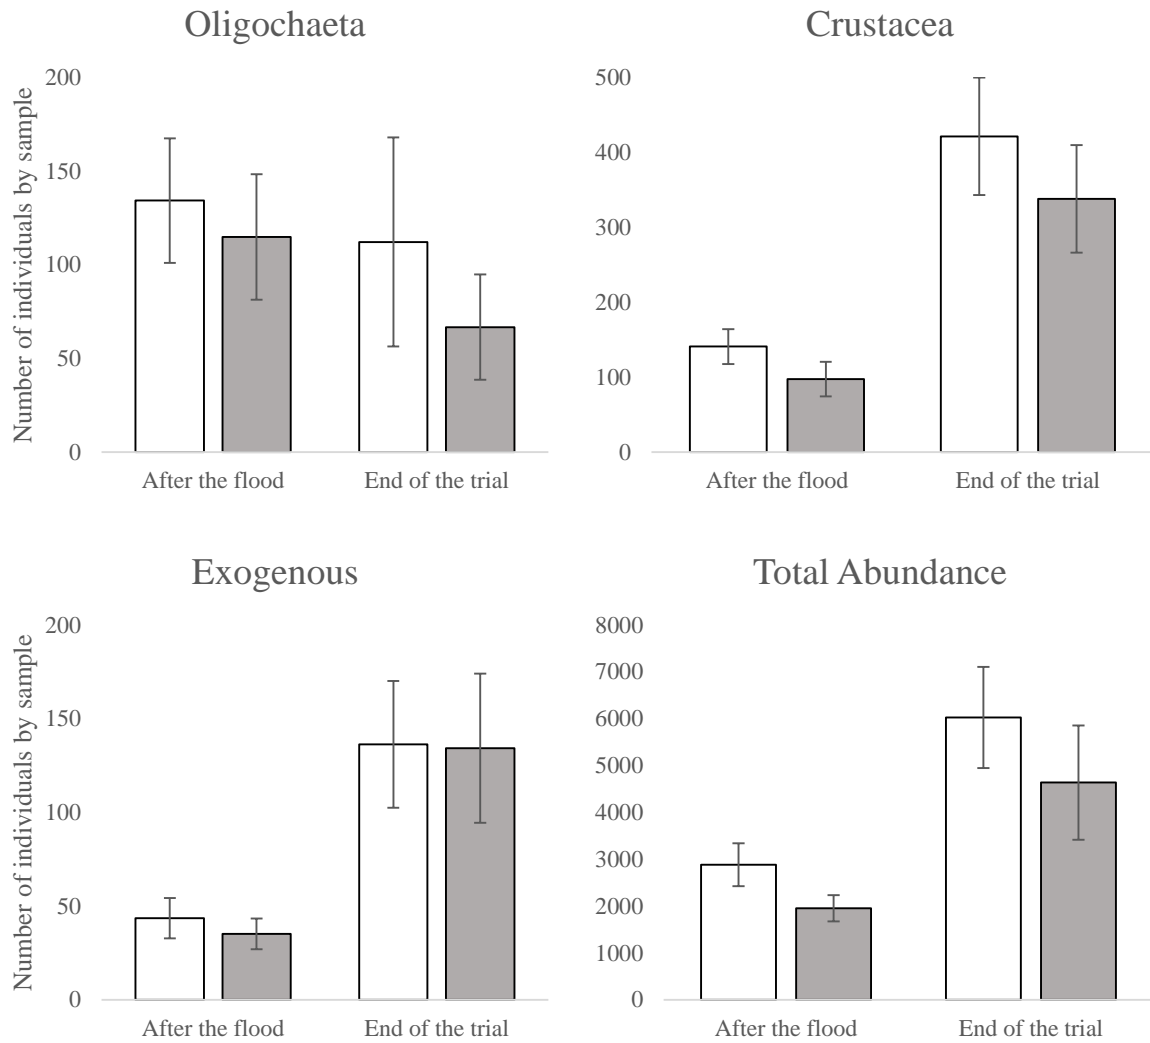 Oligochaeta
Number of individuals by sample
200
150
100
50
0
After the flood
End of the trial
Crustacea
500
400
300
200
100
0
After the flood
End of the trial
Exogenous
Number of individuals by sample
200
150
100
50
0
After the flood
End of the trial
Total Abundance
8000
7000
6000
5000
4000
3000
2000
1000
0
After the flood
End of the trial